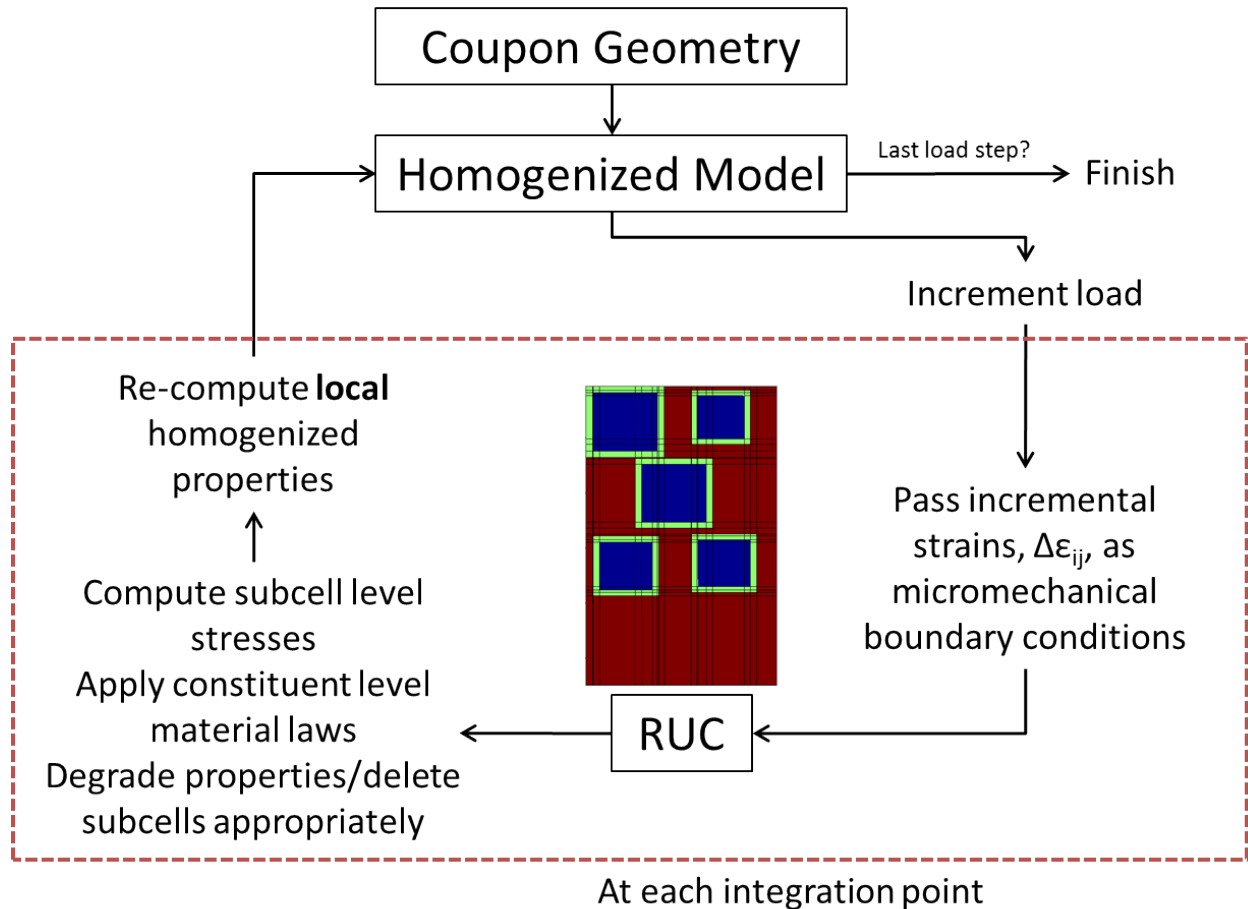 Coupon Geometry
Homogenized Model
Last load step?
Finish
Increment load
Re-compute local
homogenized
properties
Pass incremental
strains, Δεij, as
micromechanical
boundary conditions
Compute subcell level
stresses
Apply constituent level
material laws
Degrade properties/delete
subcells appropriately
RUC
At each integration point